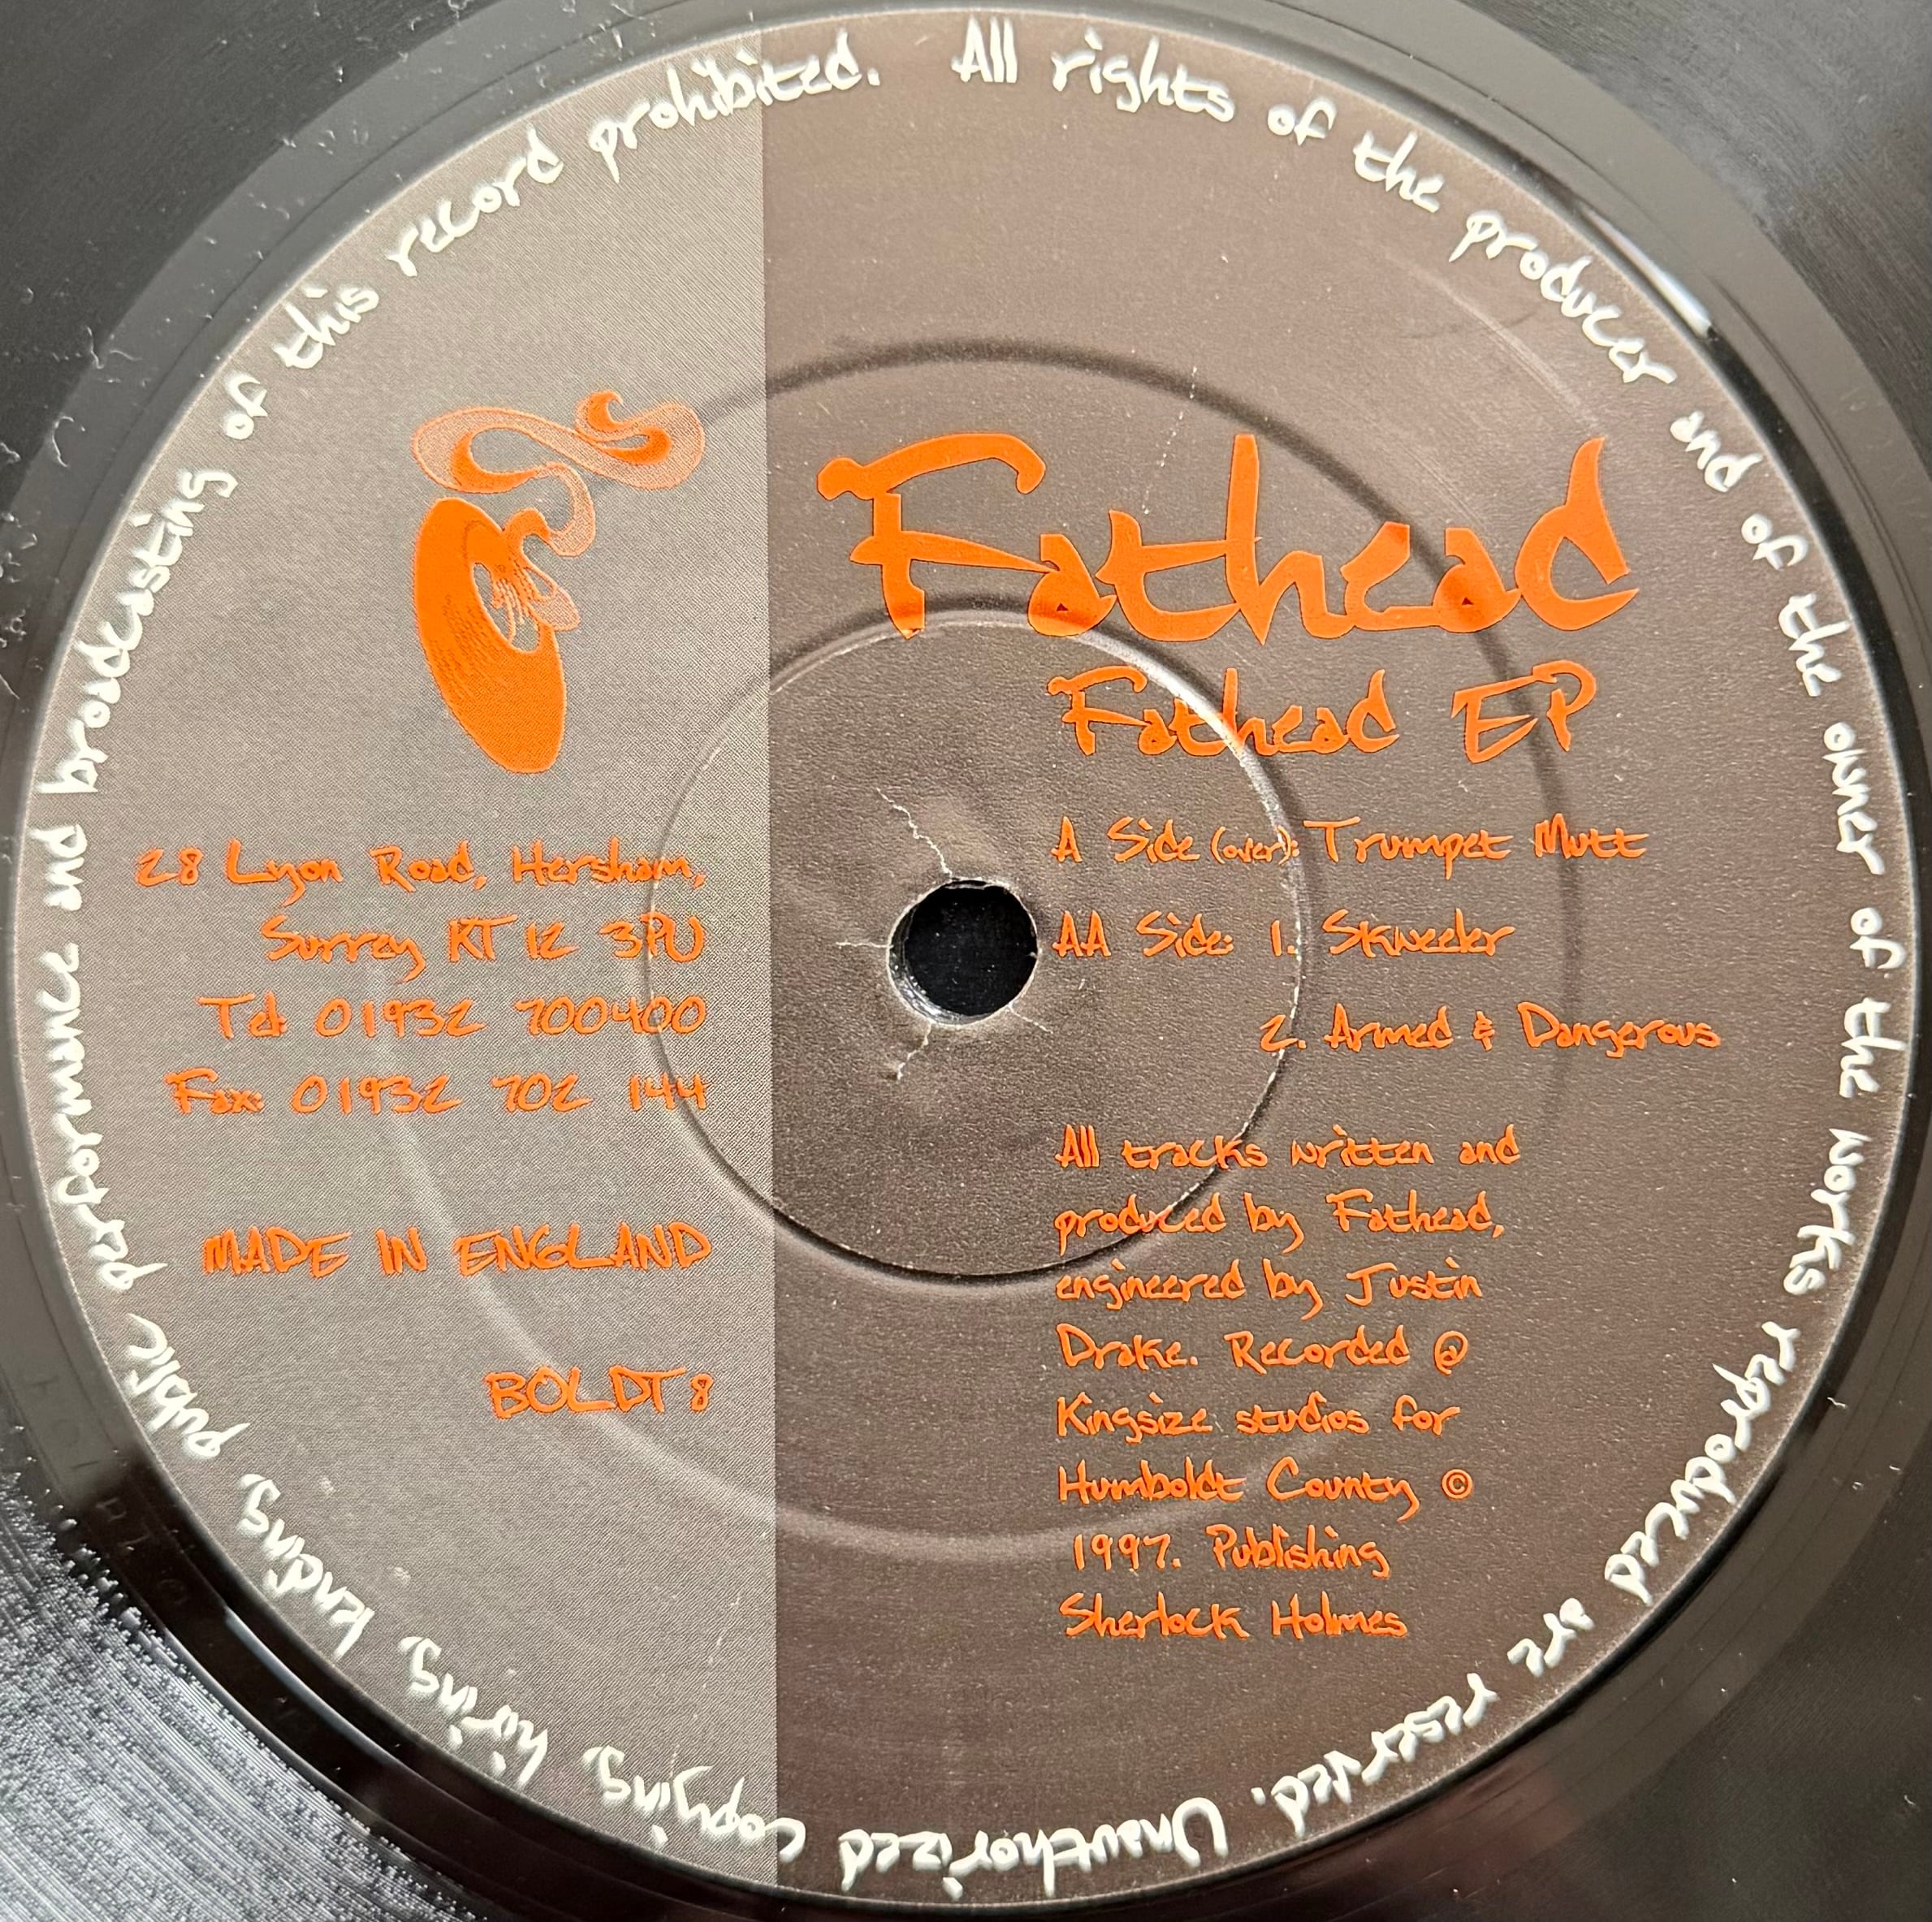 All rights of the producer and of the owner of the works reproduced are reserved. Unauthorized copying, hiring, lending, public performance and broadcasting of this record prohibited.
Fathead
Fathead EP
A Side (over): Trumpet Mutt
AA Side: 1. Skweeler
2. Armed & Dangerous
All tracks written and
produced by Fathead,
engineered by Justin
Drake. Recorded @
Kingsize studios for
Humboldt County ©
1997. Publishing
Sherlock Holmes
28 Lyon Road, Hersham,
Surrey KT12 3PU
Tel: 01932 700400
Fax: 01932 702 144
MADE IN ENGLAND
BOLDT 8